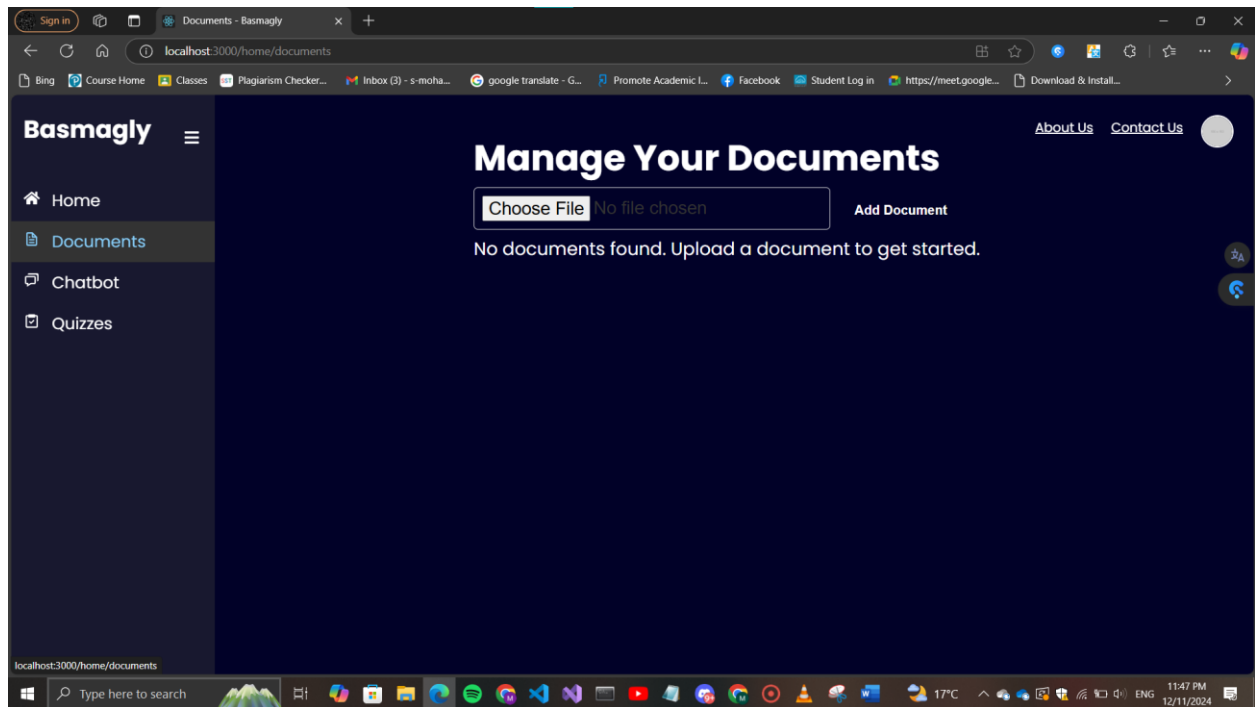 Sign in
Documents - Basmagly
localhost:3000/home/documents
Bing Course Home Classes Plagiarism Checker... Inbox (3) - s-moha... google translate - G... Promote Academic I... Facebook Student Log in https://meet.google... Download & Install...
Basmagly
About Us Contact Us
Manage Your Documents
Home
Choose File No file chosen
Add Document
Documents
No documents found. Upload a document to get started.
Chatbot
Quizzes
localhost:3000/home/documents
Type here to search
17°C
ENG
11:47 PM
12/11/2024